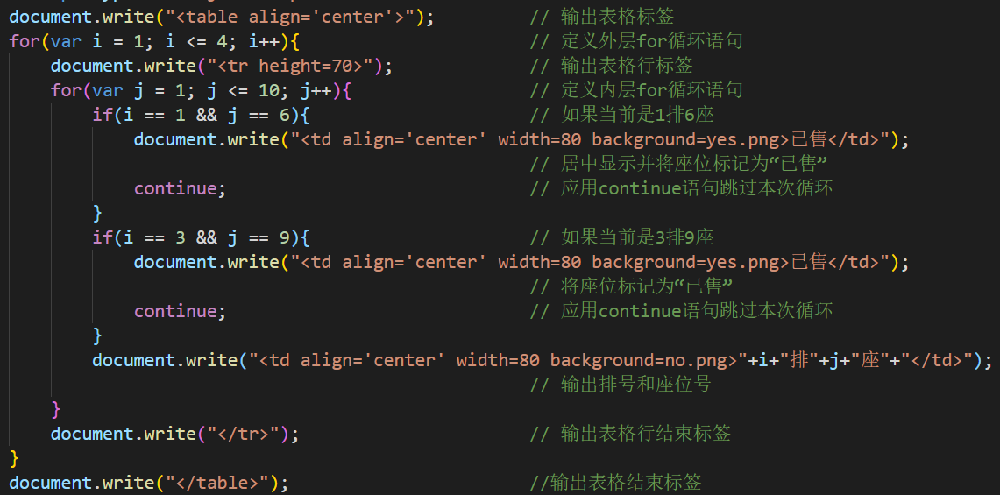 document.write("<table align='center'>");                // 输出表格标签
for(var i = 1; i <= 4; i++){                             // 定义外层for循环语句
    document.write("<tr height=70>");                    // 输出表格行标签
    for(var j = 1; j <= 10; j++){                        // 定义内层for循环语句
        if(i == 1 && j == 6){                            // 如果当前是1排6座
            document.write("<td align='center' width=80 background=yes.png>已售</td>");
                                                         // 居中显示并将座位标记为“已售”
            continue;                                    // 应用continue语句跳过本次循环
        }
        if(i == 3 && j == 9){                            // 如果当前是3排9座
            document.write("<td align='center' width=80 background=yes.png>已售</td>");
                                                         // 将座位标记为“已售”
            continue;                                    // 应用continue语句跳过本次循环
        }
        document.write("<td align='center' width=80 background=no.png>"+i+"排"+j+"座"+"</td>");
                                                         // 输出排号和座位号
    }
    document.write("</tr>");                             // 输出表格行结束标签
}
document.write("</table>");                              //输出表格结束标签